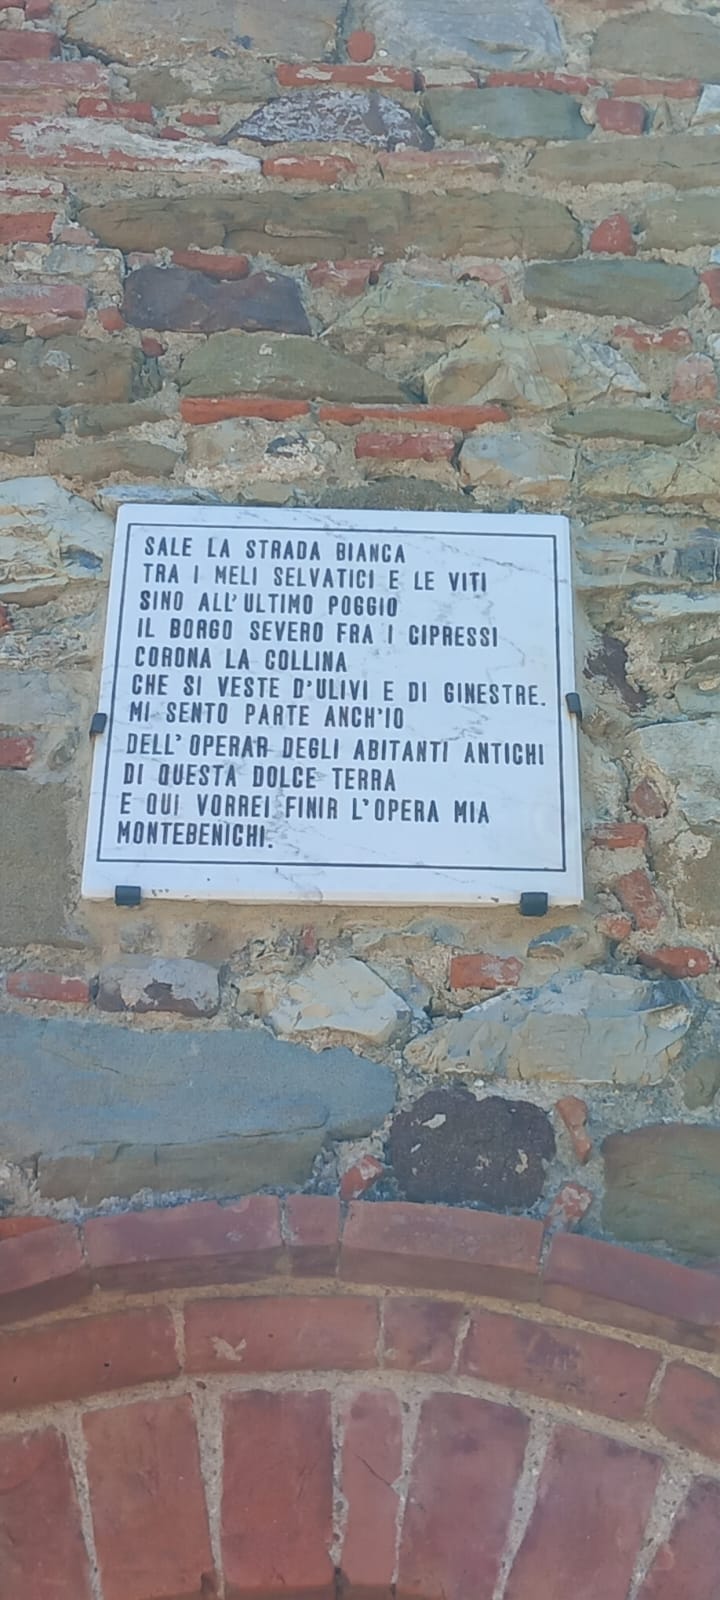 SALE LA STRADA BIANCA
TRA I MELI SELVATICI E LE VITI
SINO ALL'ULTIMO POGGIO
IL BORGO SEVERO FRA I CIPRESSI
CORONA LA COLLINA
CHE SI VESTE D'ULIVI E DI GINESTRE.
MI SENTO PARTE ANCH'IO
DELL'OPERAR DEGLI ABITANTI ANTICHI
DI QUESTA DOLCE TERRA
E QUI VORREI FINIR L'OPERA MIA
MONTEBENICHI.